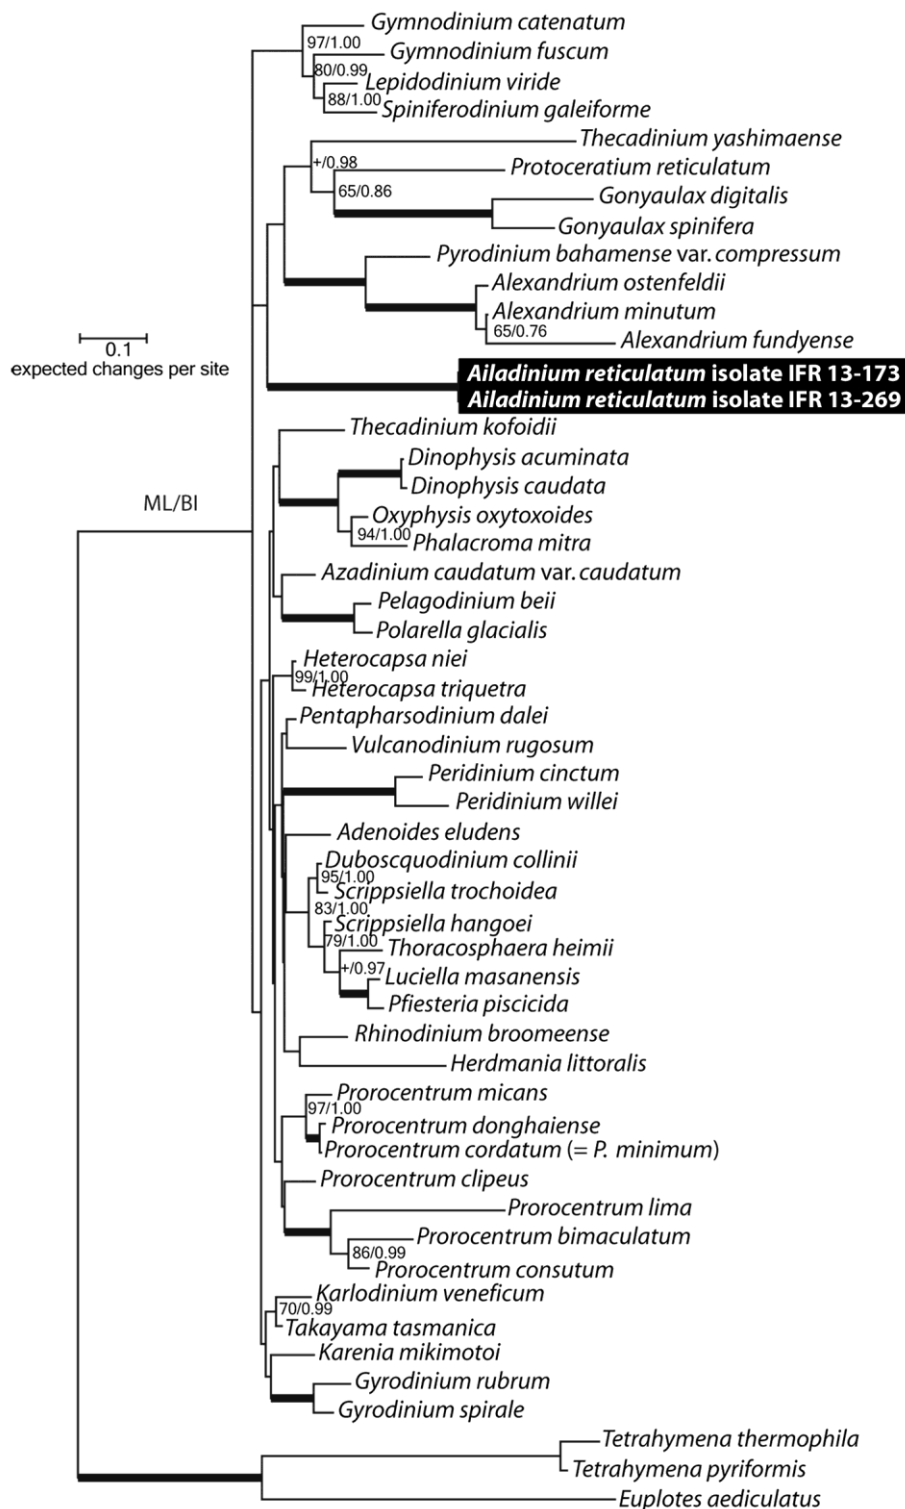 Gymnodinium catenatum
97/1.00
Gymnodinium fuscum
80/0.99
Lepidodinium viride
88/1.00
Spiniferodinium galeiforme
Thecadinium yashimaense
+/0.98
Protoceratium reticulatum
65/0.86
Gonyaulax digitalis
Gonyaulax spinifera
Pyrodinium bahamense var. compressum
Alexandrium ostenfeldii
Alexandrium minutum
65/0.76
Alexandrium fundyense
0.1
expected changes per site
Ailadinium reticulatum isolate IFR 13-173
Ailadinium reticulatum isolate IFR 13-269
Thecadinium kofoidii
Dinophysis acuminata
Dinophysis caudata
ML/BI
Oxyphysis oxytoxoides
94/1.00
Phalacroma mitra
Azadinium caudatum var. caudatum
Pelagodinium beii
Polarella glacialis
Heterocapsa niei
99/1.00
Heterocapsa triquetra
Pentapharsodinium dalei
Vulcanodinium rugosum
Peridinium cinctum
Peridinium willei
Adenoides eludens
Duboscquodinium collinii
95/1.00
Scrippsiella trochoidea
83/1.00
Scrippsiella hangoei
79/1.00
Thoracosphaera heimii
+/0.97
Luciella masanensis
Pfiesteria piscicida
Rhinodinium broomeense
Herdmania littoralis
Prorocentrum micans
97/1.00
Prorocentrum donghaiense
Prorocentrum cordatum (= P. minimum)
Prorocentrum clipeus
Prorocentrum lima
Prorocentrum bimaculatum
86/0.99
Prorocentrum consutum
Karlodinium veneficum
70/0.99
Takayama tasmanica
Karenia mikimotoi
Gyrodinium rubrum
Gyrodinium spirale
Tetrahymena thermophila
Tetrahymena pyriformis
Euplotes aediculatus